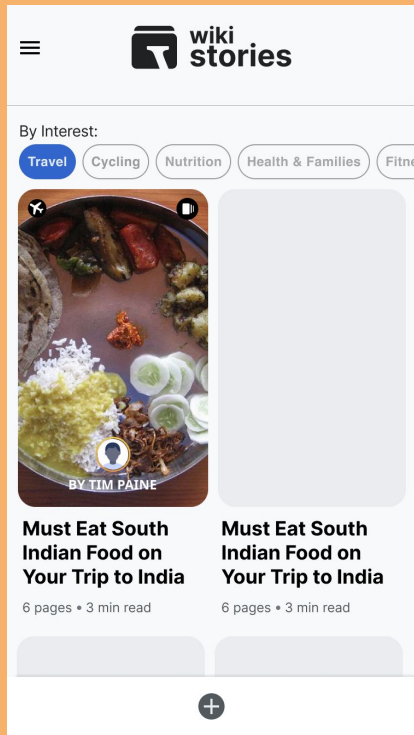 wiki
stories
By Interest:
Travel Cycling Nutrition Health & Families Fitne
BY TIM PAINE
Must Eat South
Indian Food on
Your Trip to India
6 pages • 3 min read
Must Eat South
Indian Food on
Your Trip to India
6 pages • 3 min read